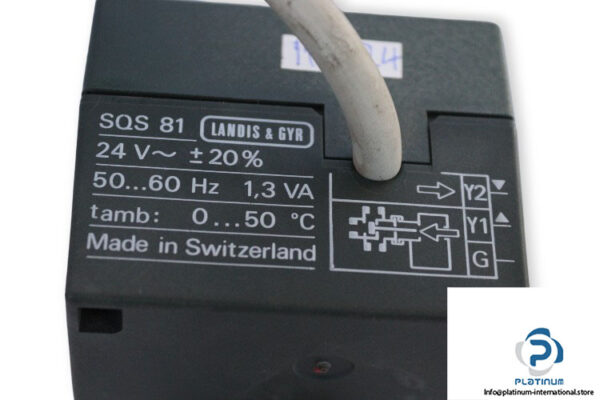 SQS 81 LANDIS & GYR
24 V~ ±20%
50...60 Hz 1,3 VA
tamb: 0...50 °C
Made in Switzerland
Y2
Y1
G
PLATINUM
Info@platinum-international.store